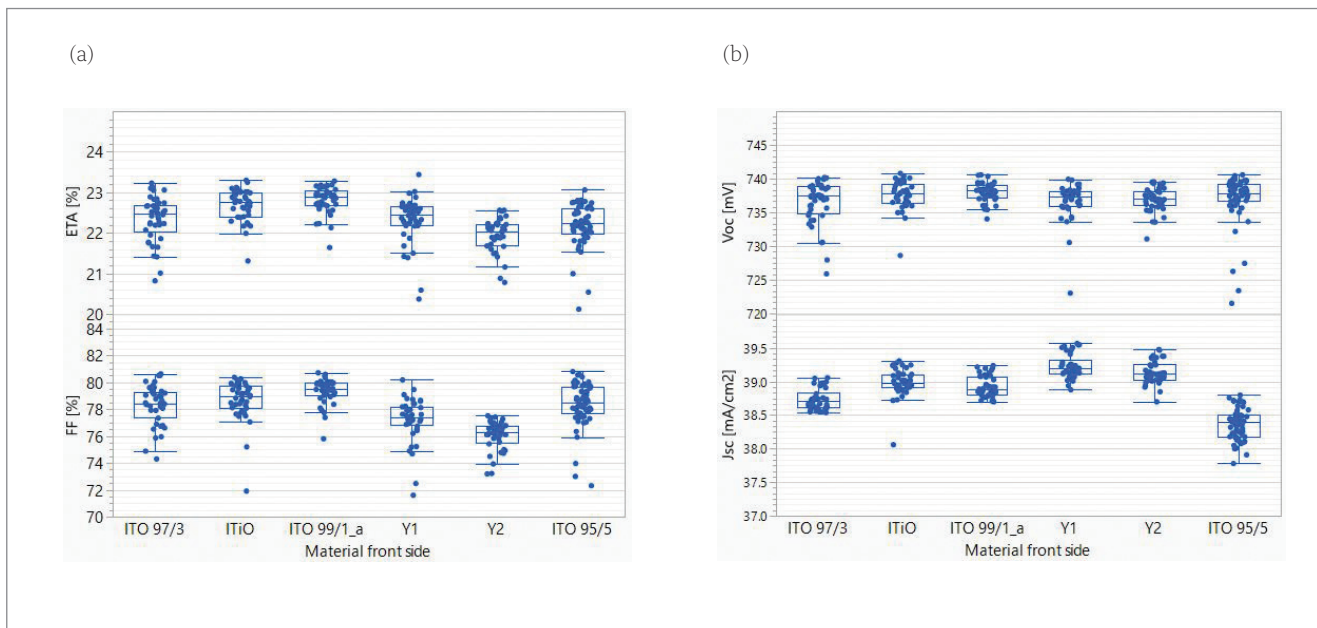 (a)
ETA [%]
24
23
22
21
20
FF [%]
84
82
80
78
76
74
72
70
ITO 97/3 ITiO ITO 99/1_a Y1 Y2 ITO 95/5
Material front side
(b)
Voc [mV]
745
740
735
730
725
720
Jsc [mA/cm2]
39.5
39.0
38.5
38.0
37.5
37.0
ITO 97/3 ITiO ITO 99/1_a Y1 Y2 ITO 95/5
Material front side